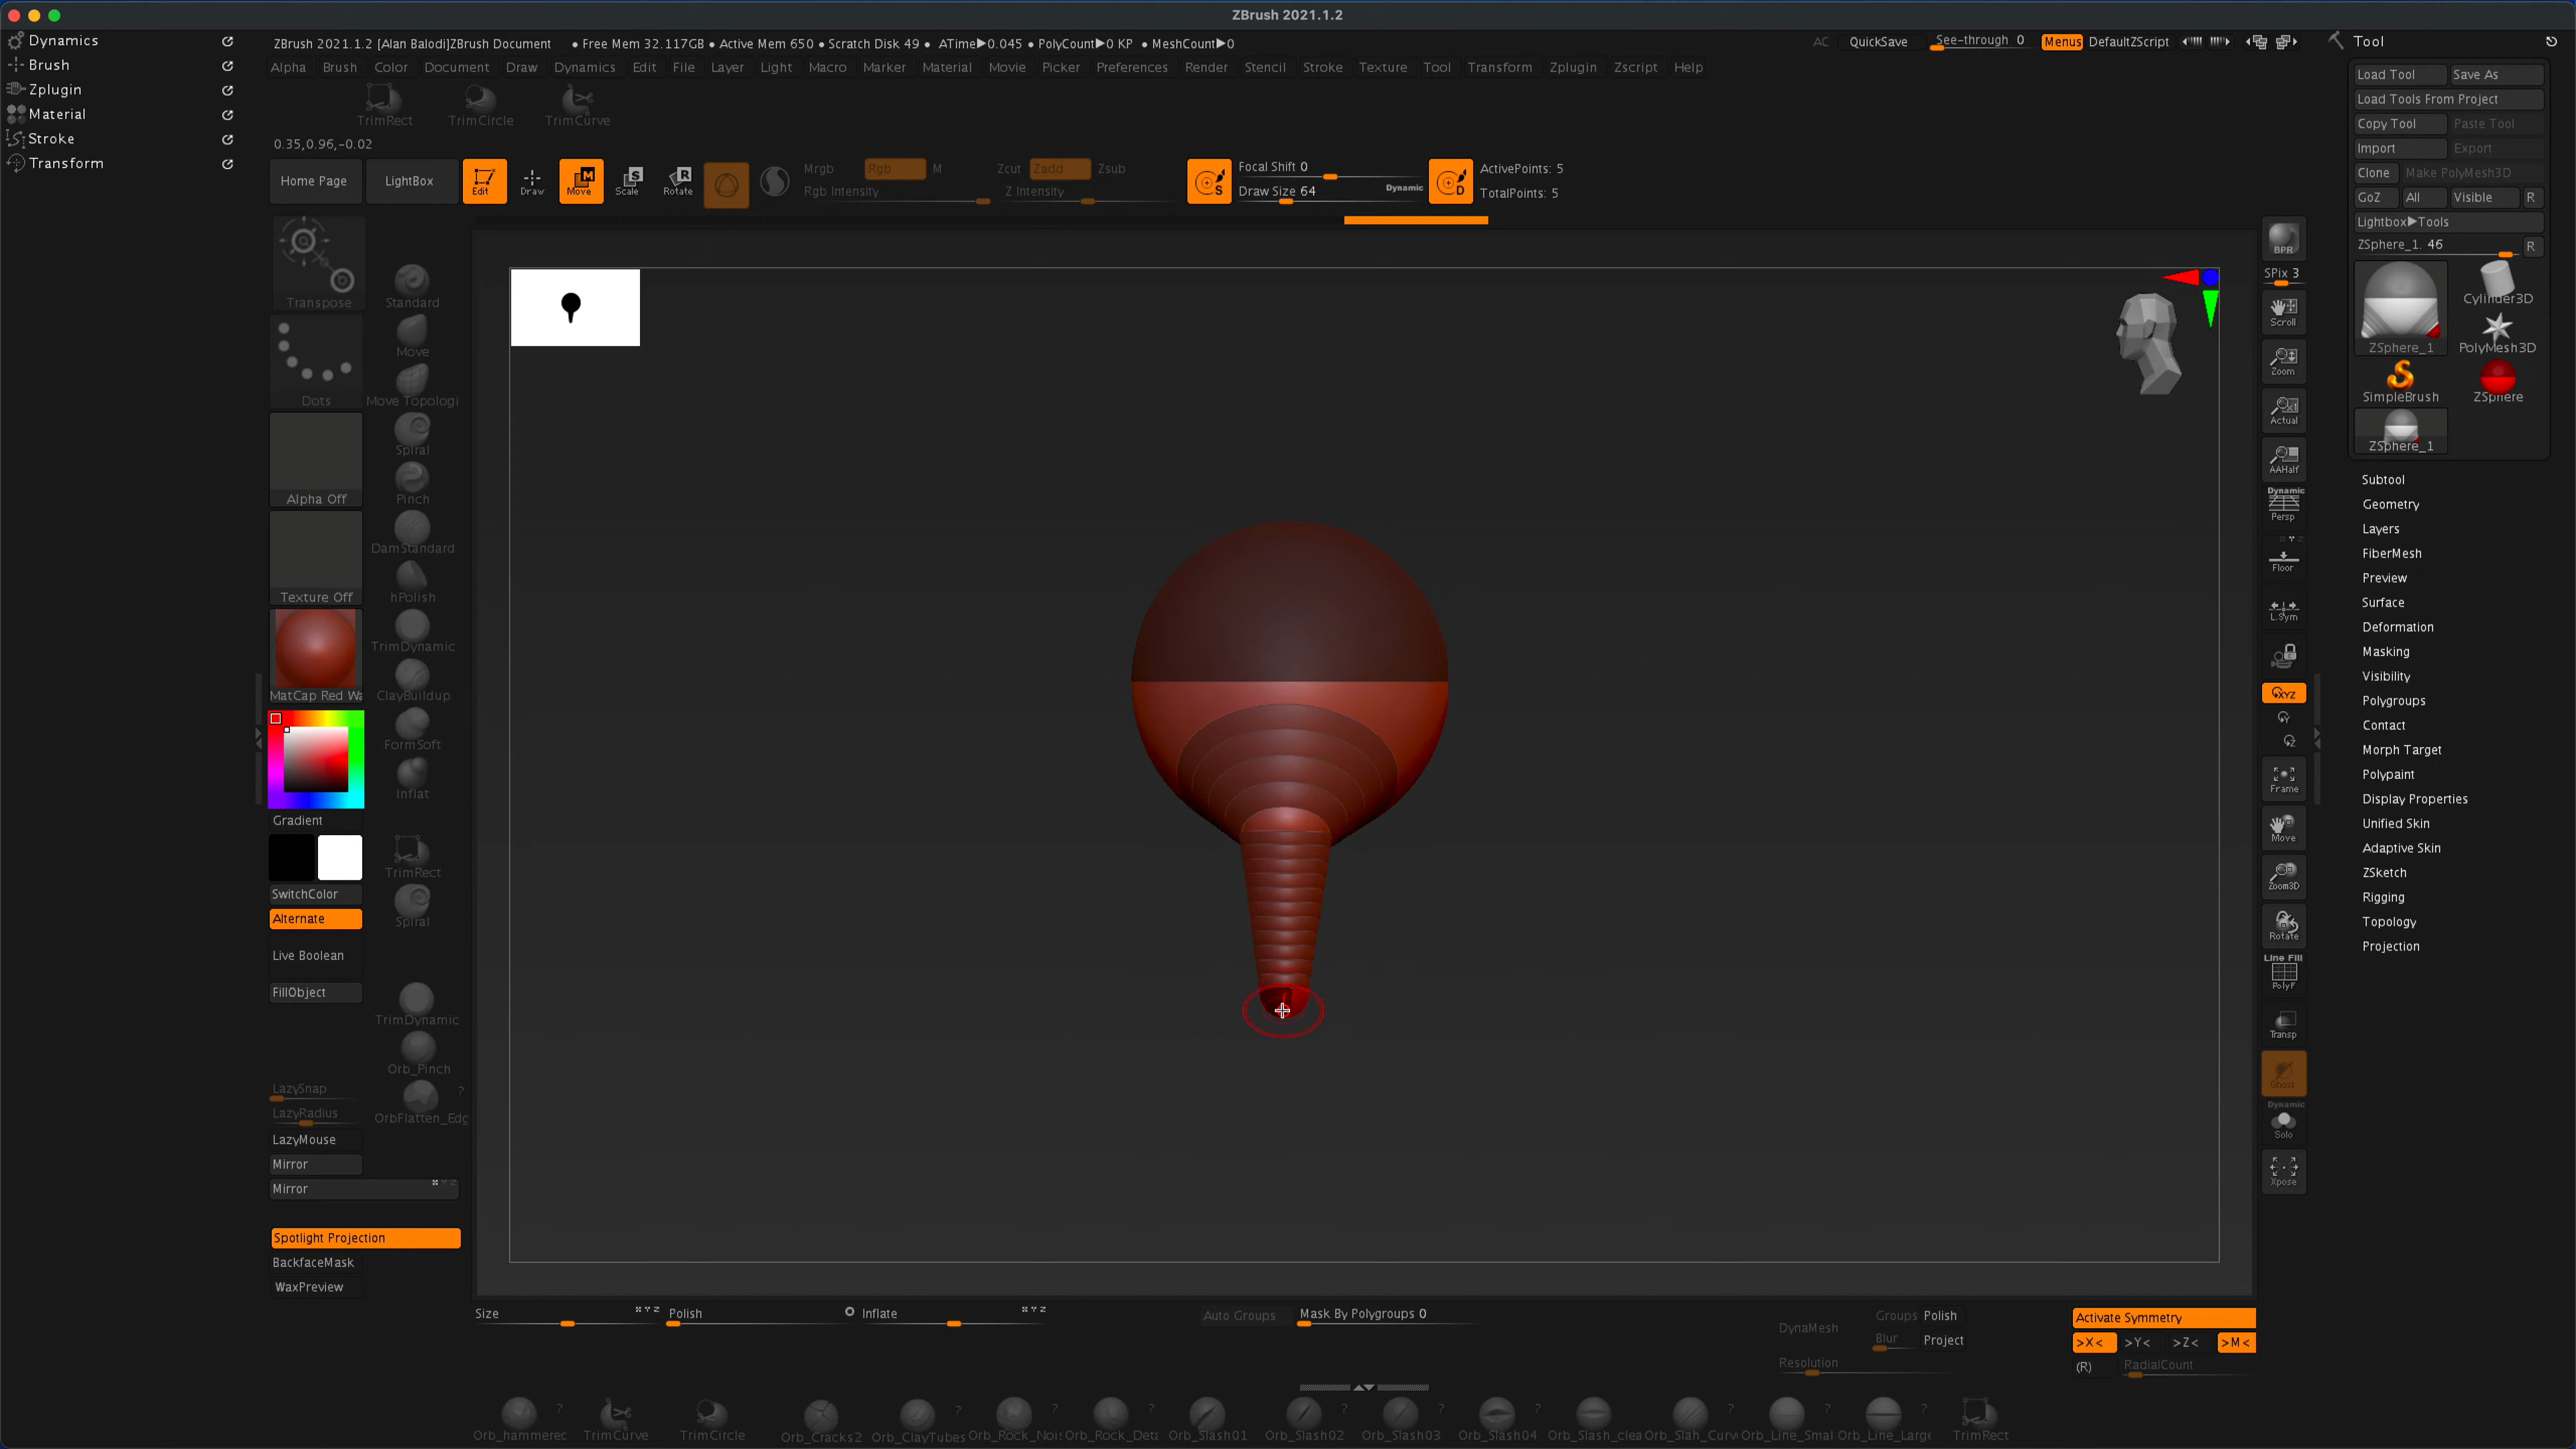 ZBrush 2021.1.2
Dynamics
Brush
Zplugin
Material
Stroke
Transform
ZBrush 2021.1.2 [Alan Balodi]ZBrush Document • Free Mem 32.117GB • Active Mem 650 • Scratch Disk 49 • ATime▶0.045 • PolyCount▶0 KP • MeshCount▶0
AC QuickSave See-through 0 Menus DefaultZScript
Alpha Brush Color Document Draw Dynamics Edit File Layer Light Macro Marker Material Movie Picker Preferences Render Stencil Stroke Texture Tool Transform Zplugin Zscript Help
TrimRect TrimCircle TrimCurve
0.35,0.96,-0.02
Home Page LightBox Edit Draw Move Scale Rotate
Mrgb Rgb M Zcut Zadd Zsub
Rgb Intensity Z Intensity
Focal Shift 0
Draw Size 64 Dynamic
ActivePoints: 5
TotalPoints: 5
Transpose
Dots
Alpha Off
Texture Off
MatCap Red Wa
Gradient
SwitchColor
Alternate
Live Boolean
FillObject
LazySnap
LazyRadius
LazyMouse
Mirror
Mirror
Spotlight Projection
BackfaceMask
WaxPreview
Standard
Move
Move Topologi
Spiral
Pinch
DamStandard
hPolish
TrimDynamic
ClayBuildup
FormSoft
Inflat
TrimRect
Spiral
TrimDynamic
Orb_Pinch
OrbFlatten_Edg
BPR
SPix 3
Scroll
Zoom
Actual
AAHalf
Dynamic
Persp
Floor
L.Sym
XYZ
Frame
Move
Zoom3D
Rotate
Line Fill
PolyF
Transp
Ghost
Dynamic
Solo
Xpose
Tool
Load Tool Save As
Load Tools From Project
Copy Tool Paste Tool
Import Export
Clone Make PolyMesh3D
GoZ All Visible R
Lightbox▶Tools
ZSphere_1. 46 R
ZSphere_1
Cylinder3D
PolyMesh3D
SimpleBrush
ZSphere
ZSphere_1
Subtool
Geometry
Layers
FiberMesh
Preview
Surface
Deformation
Masking
Visibility
Polygroups
Contact
Morph Target
Polypaint
Display Properties
Unified Skin
Adaptive Skin
ZSketch
Rigging
Topology
Projection
Size Polish Inflate Auto Groups Mask By Polygroups 0
DynaMesh
Groups Polish
Blur Project
Resolution
Activate Symmetry
>X< >Y< >Z< >M<
(R) RadialCount
Orb_hammerec TrimCurve TrimCircle Orb_Cracks2 Orb_ClayTubes Orb_Rock_Nois Orb_Rock_Deta Orb_Slash01 Orb_Slash02 Orb_Slash03 Orb_Slash04 Orb_Slash_clea Orb_Slah_Curv Orb_Line_Smal Orb_Line_Large TrimRect